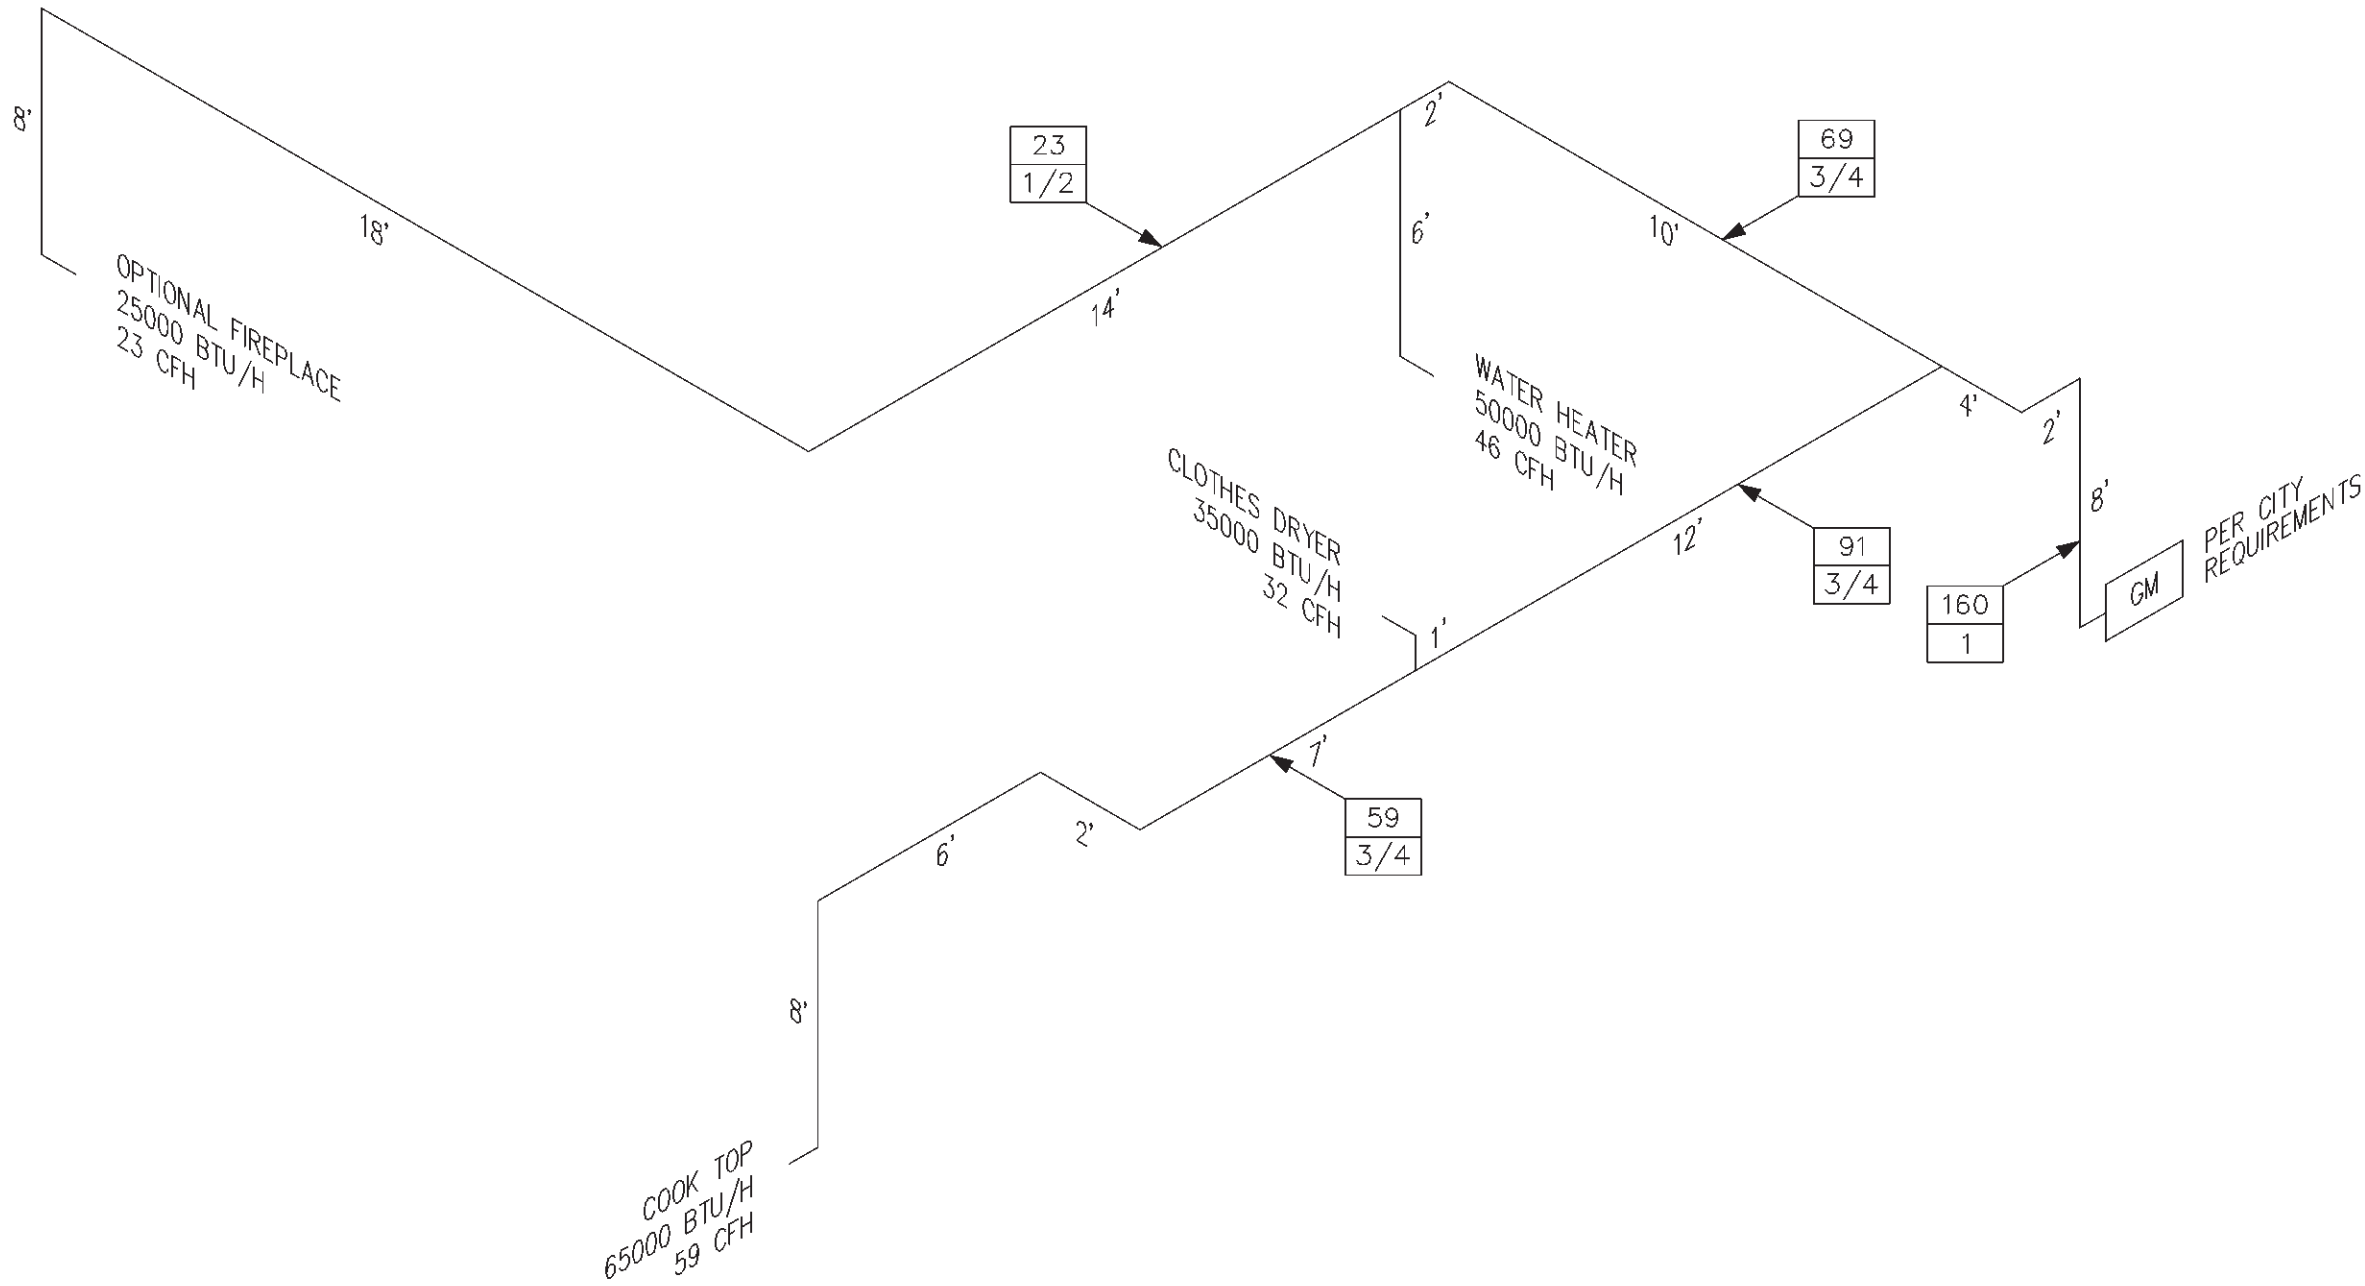 8'
18'
OPTIONAL FIREPLACE
25000 BTU/H
23 CFH
23
1/2
14'
2'
6'
69
3/4
10'
WATER HEATER
50000 BTU/H
46 CFH
4'
2'
8'
PER CITY
REQUIREMENTS
GM
160
1
91
3/4
12'
CLOTHES DRYER
35000 BTU/H
32 CFH
1'
7'
59
3/4
2'
6'
8'
COOK TOP
65000 BTU/H
59 CFH